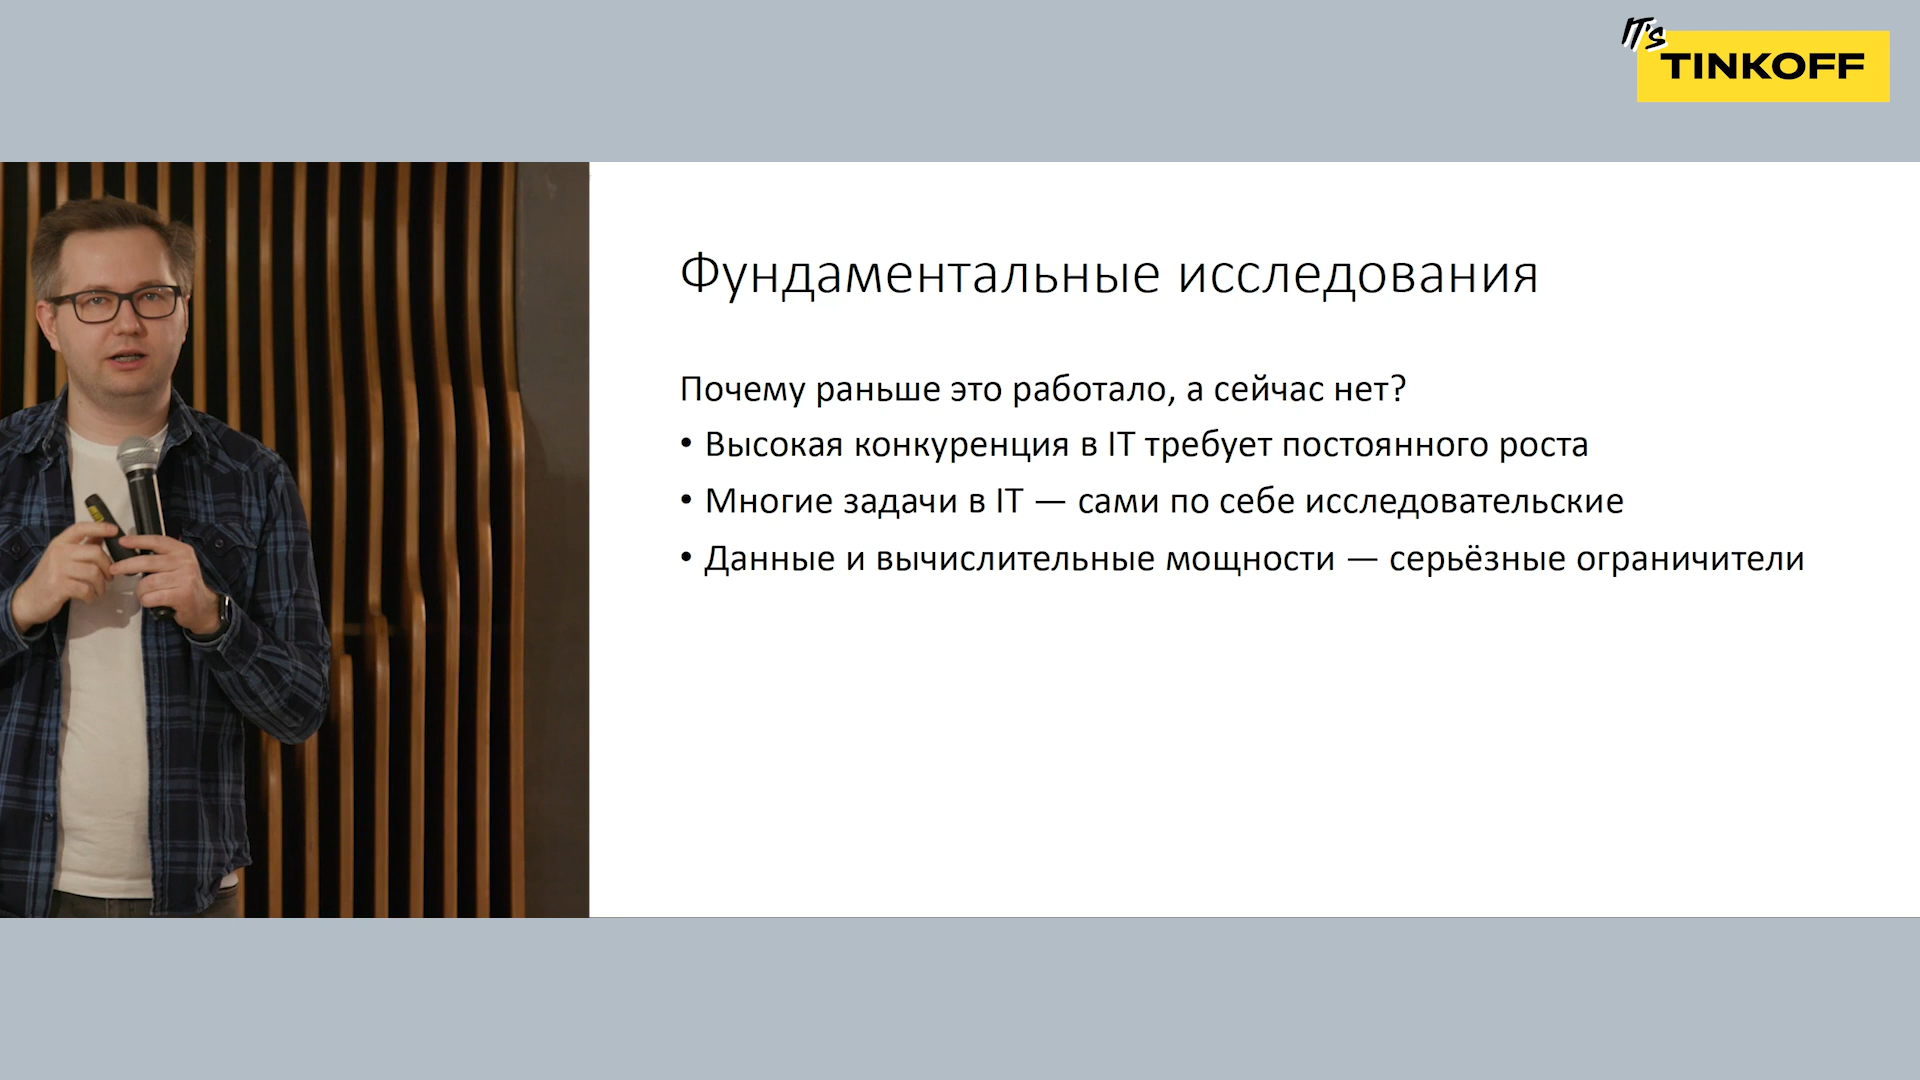 IT's
TINKOFF
Фундаментальные исследования
Почему раньше это работало, а сейчас нет?
• Высокая конкуренция в IT требует постоянного роста
• Многие задачи в IT — сами по себе исследовательские
• Данные и вычислительные мощности — серьёзные ограничители